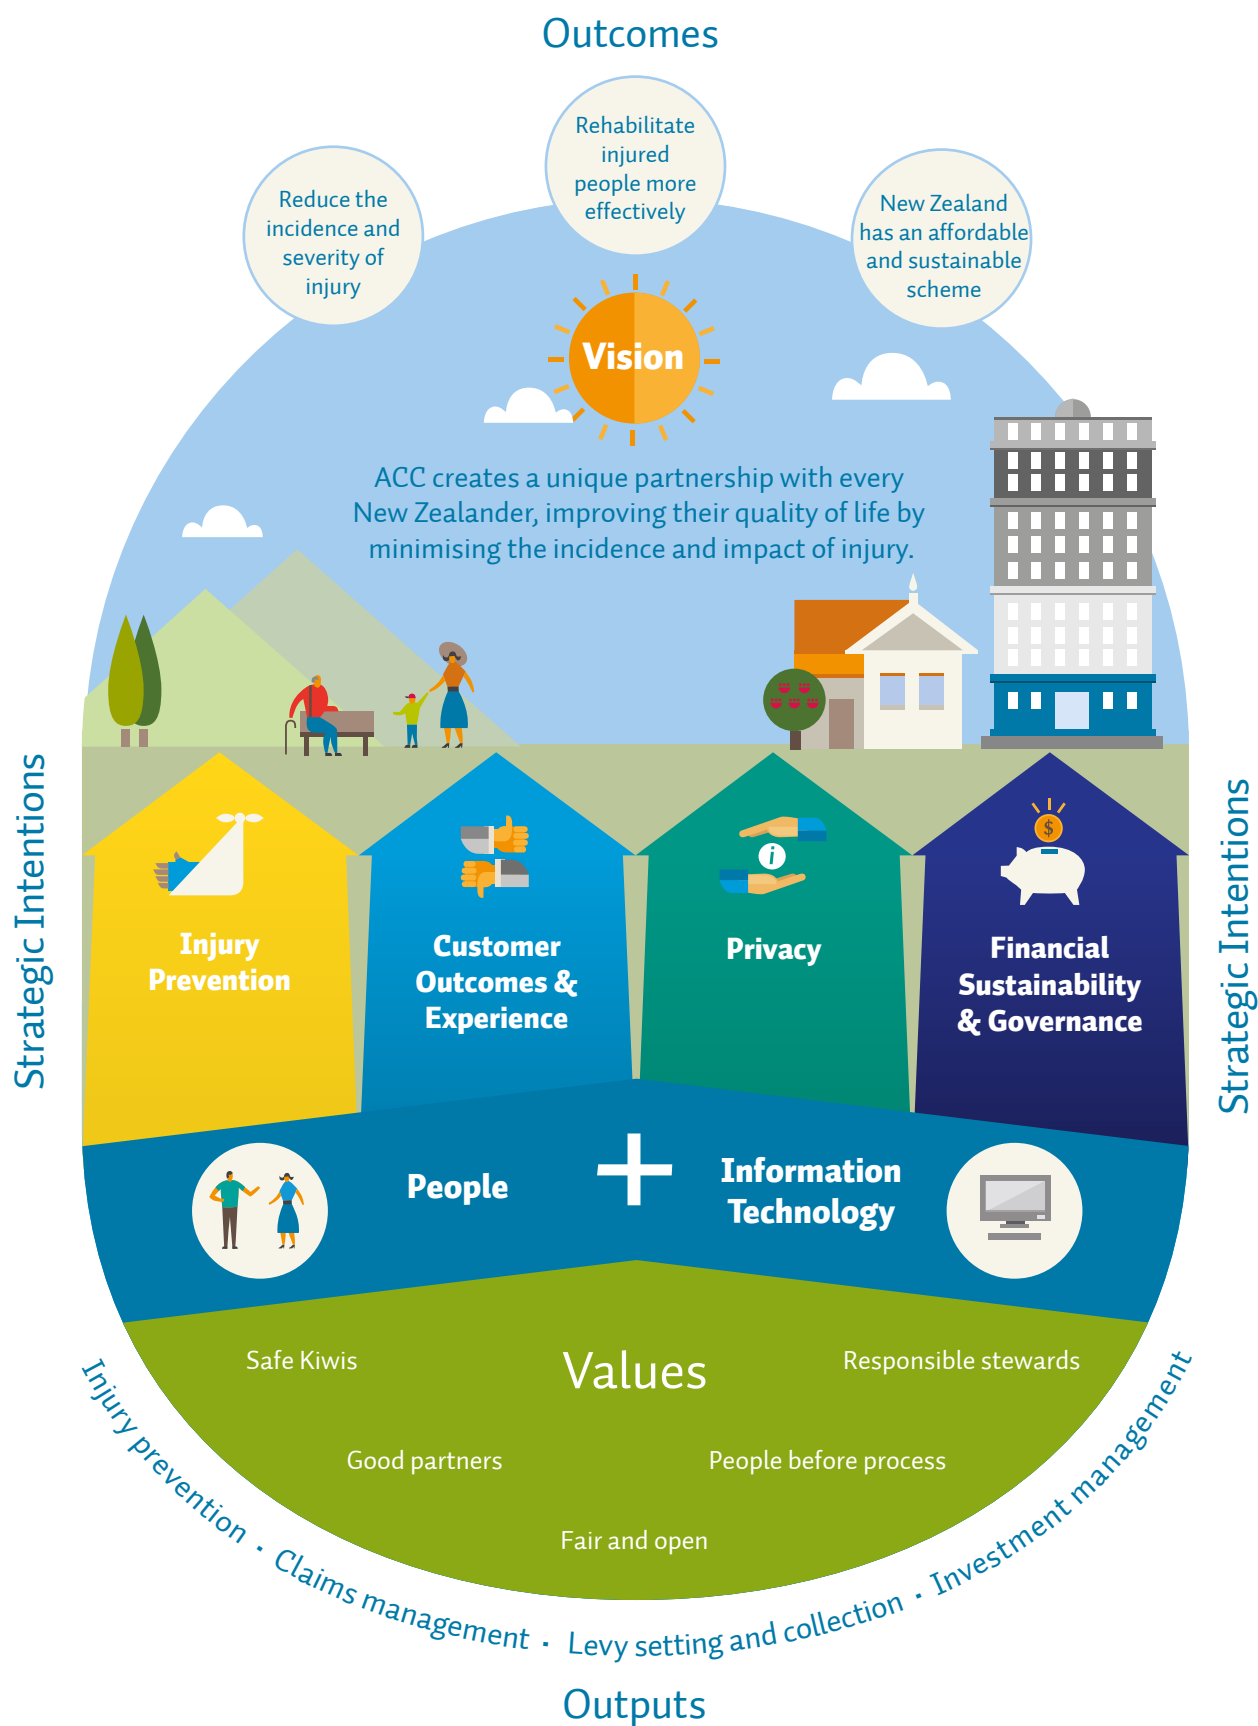 Outcomes
Rehabilitate
injured
people more
effectively
Reduce the
incidence and
severity of
injury
New Zealand
has an affordable
and sustainable
scheme
Vision
ACC creates a unique partnership with every
New Zealander, improving their quality of life by
minimising the incidence and impact of injury.
Strategic Intentions
Strategic Intentions
$
i
Injury
Prevention
Customer
Outcomes &
Experience
Privacy
Financial
Sustainability
& Governance
People
+
Information
Technology
Values
Safe Kiwis
Responsible stewards
Good partners
People before process
Fair and open
Injury prevention · Claims management · Levy setting and collection · Investment management
Outputs